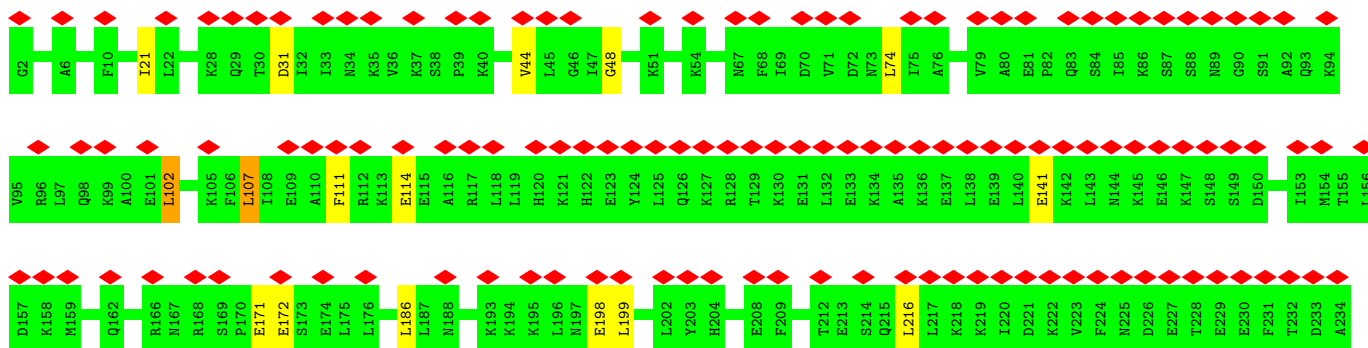 G2 A6 F10 I21 L22 K28 Q29 T30 D31 I32 I33 N34 K35 V36 K37 S38 P39 K40 V44 L45 G46 I47 G48 K51 K54 N67 F68 I69 D70 V71 D72 N73 L74 I75 A76 V79 A80 E81 P82 Q83 S84 I85 K86 S87 S88 N89 G90 S91 A92 Q93 K94
V95 R96 L97 Q98 K99 A100 E101 L102 K105 F106 L107 I108 E109 A110 F111 R112 K113 E114 E115 A116 R117 L118 L119 H120 K121 H122 E123 Y124 L125 Q126 K127 R128 T129 K130 E131 L132 E133 K134 A135 K136 E137 L138 E139 L140 E141 K142 L143 N144 K145 E146 K147 S148 S149 D150 I153 M154 T155 L156
D157 K158 M159 Q162 R166 N167 R168 S169 P170 E171 E172 S173 E174 L175 L176 L186 L187 N188 K193 K194 K195 L196 N197 E198 L199 L202 Y203 H204 E208 F209 T212 E213 S214 Q215 L216 L217 K218 K219 I220 D221 K222 V223 F224 N225 D226 E227 T228 E229 E230 F231 T232 D233 A234